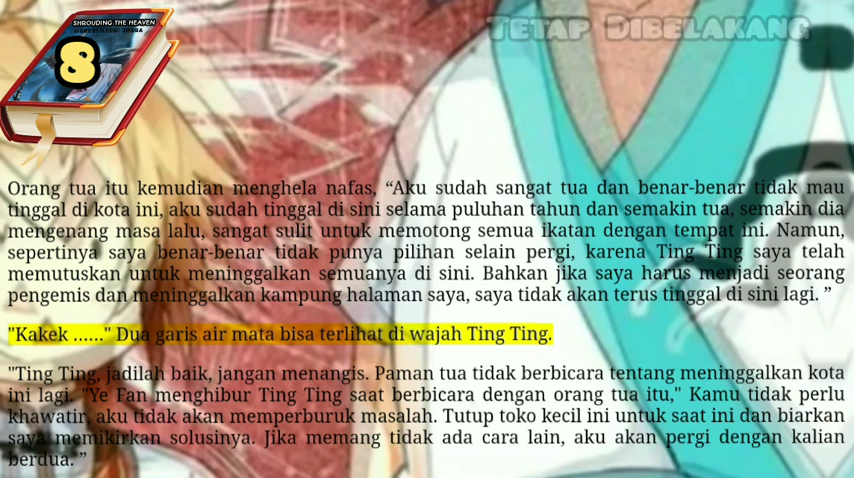 SHROUDING THE HEAVEN
8
Tetap Dibelakang
Orang tua itu kemudian menghela nafas, “Aku sudah sangat tua dan benar-benar tidak mau
tinggal di kota ini, aku sudah tinggal di sini selama puluhan tahun dan semakin tua, semakin dia
mengenang masa lalu, sangat sulit untuk memotong semua ikatan dengan tempat ini. Namun,
sepertinya saya benar-benar tidak punya pilihan selain pergi, karena Ting Ting saya telah
memutuskan untuk meninggalkan semuanya di sini. Bahkan jika saya harus menjadi seorang
pengemis dan meninggalkan kampung halaman saya, saya tidak akan terus tinggal di sini lagi. ”
"Kakek ......" Dua garis air mata bisa terlihat di wajah Ting Ting.
"Ting Ting, jadilah baik, jangan menangis. Paman tua tidak berbicara tentang meninggalkan kota
ini lagi. "Ye Fan menghibur Ting Ting saat berbicara dengan orang tua itu," Kamu tidak perlu
khawatir, aku tidak akan memperburuk masalah. Tutup toko kecil ini untuk saat ini dan biarkan
saya memikirkan solusinya. Jika memang tidak ada cara lain, aku akan pergi dengan kalian
berdua. ”